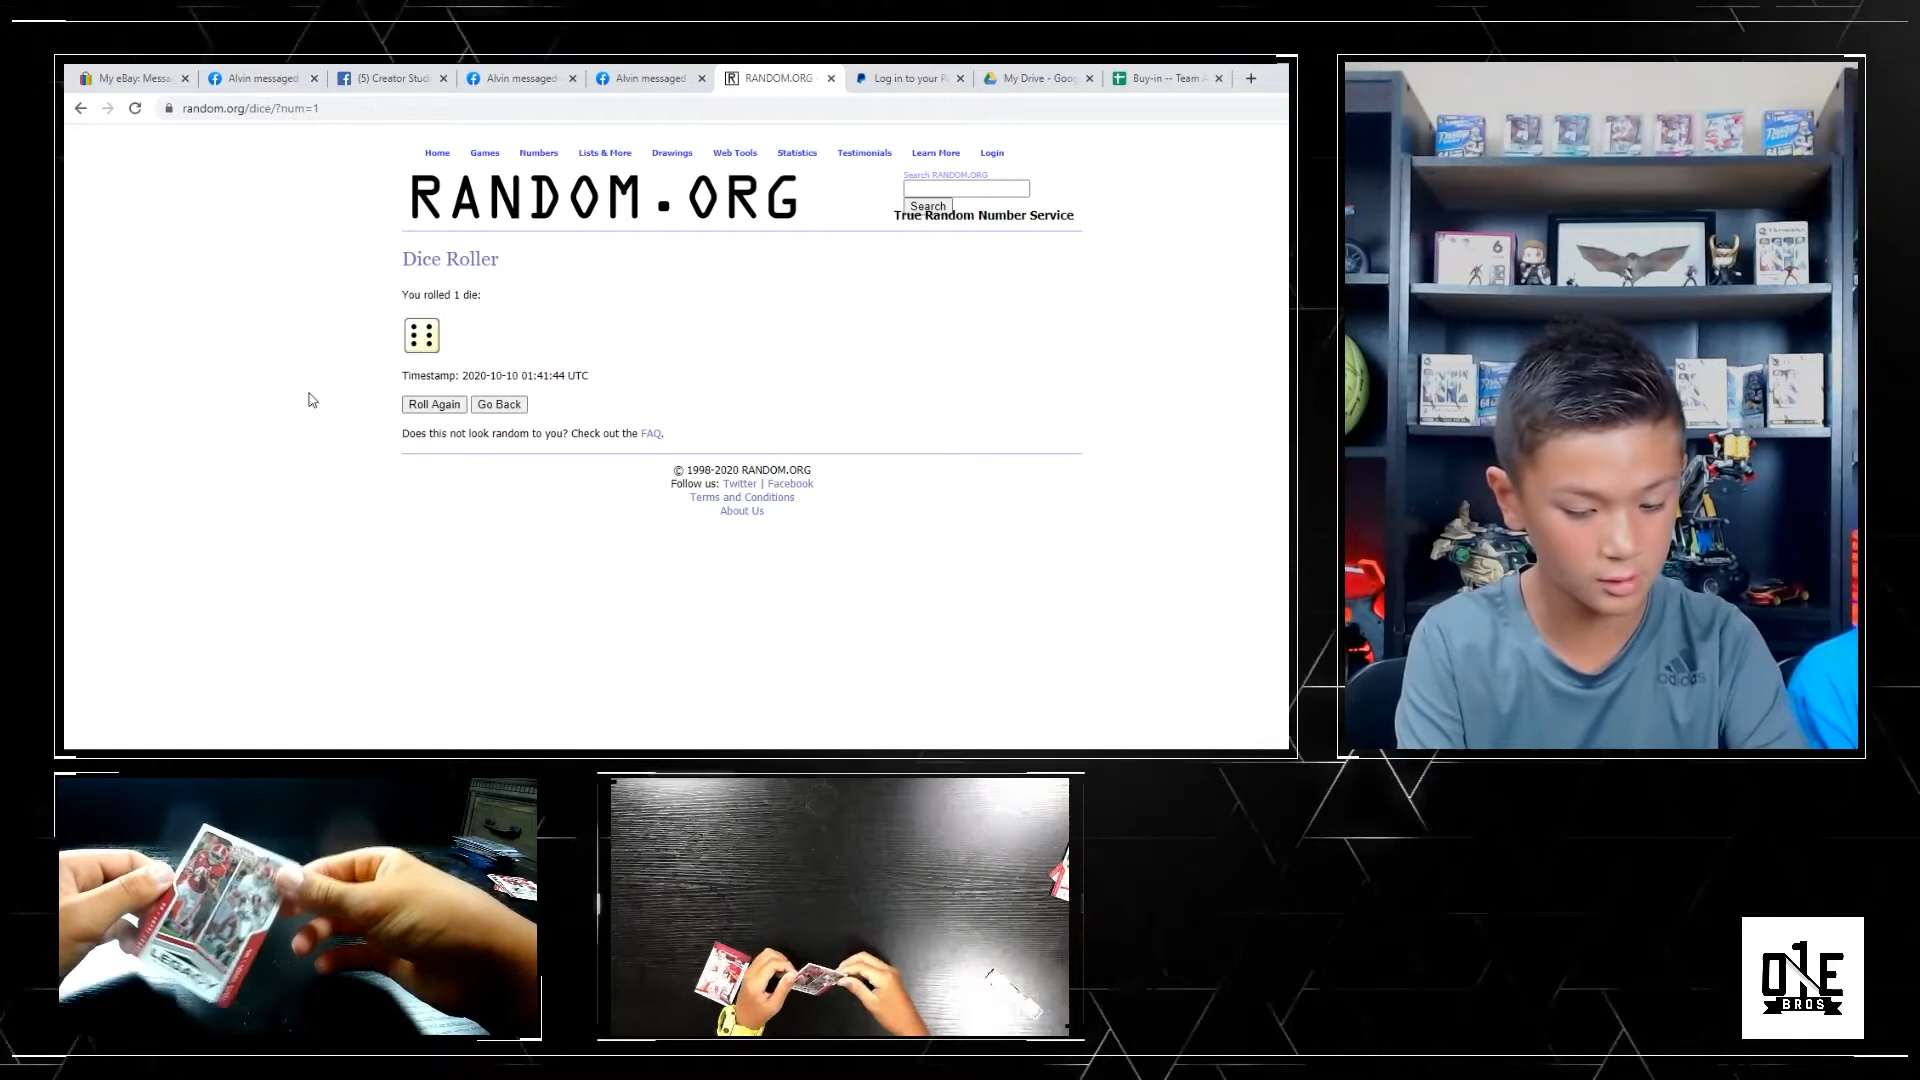 My eBay: Messa
Alvin messaged
(5) Creator Stud
Alvin messaged
Alvin messaged
RANDOM.ORG -
Log in to your P
My Drive - Goog
Buy-in -- Team A
random.org/dice/?num=1
Home
Games
Numbers
Lists & More
Drawings
Web Tools
Statistics
Testimonials
Learn More
Login
RANDOM.ORG
Search RANDOM.ORG
Search
True Random Number Service
Dice Roller
You rolled 1 die:
Timestamp: 2020-10-10 01:41:44 UTC
Roll Again
Go Back
Does this not look random to you? Check out the FAQ.
© 1998-2020 RANDOM.ORG
Follow us: Twitter | Facebook
Terms and Conditions
About Us
6
adidas
ONE
BROS